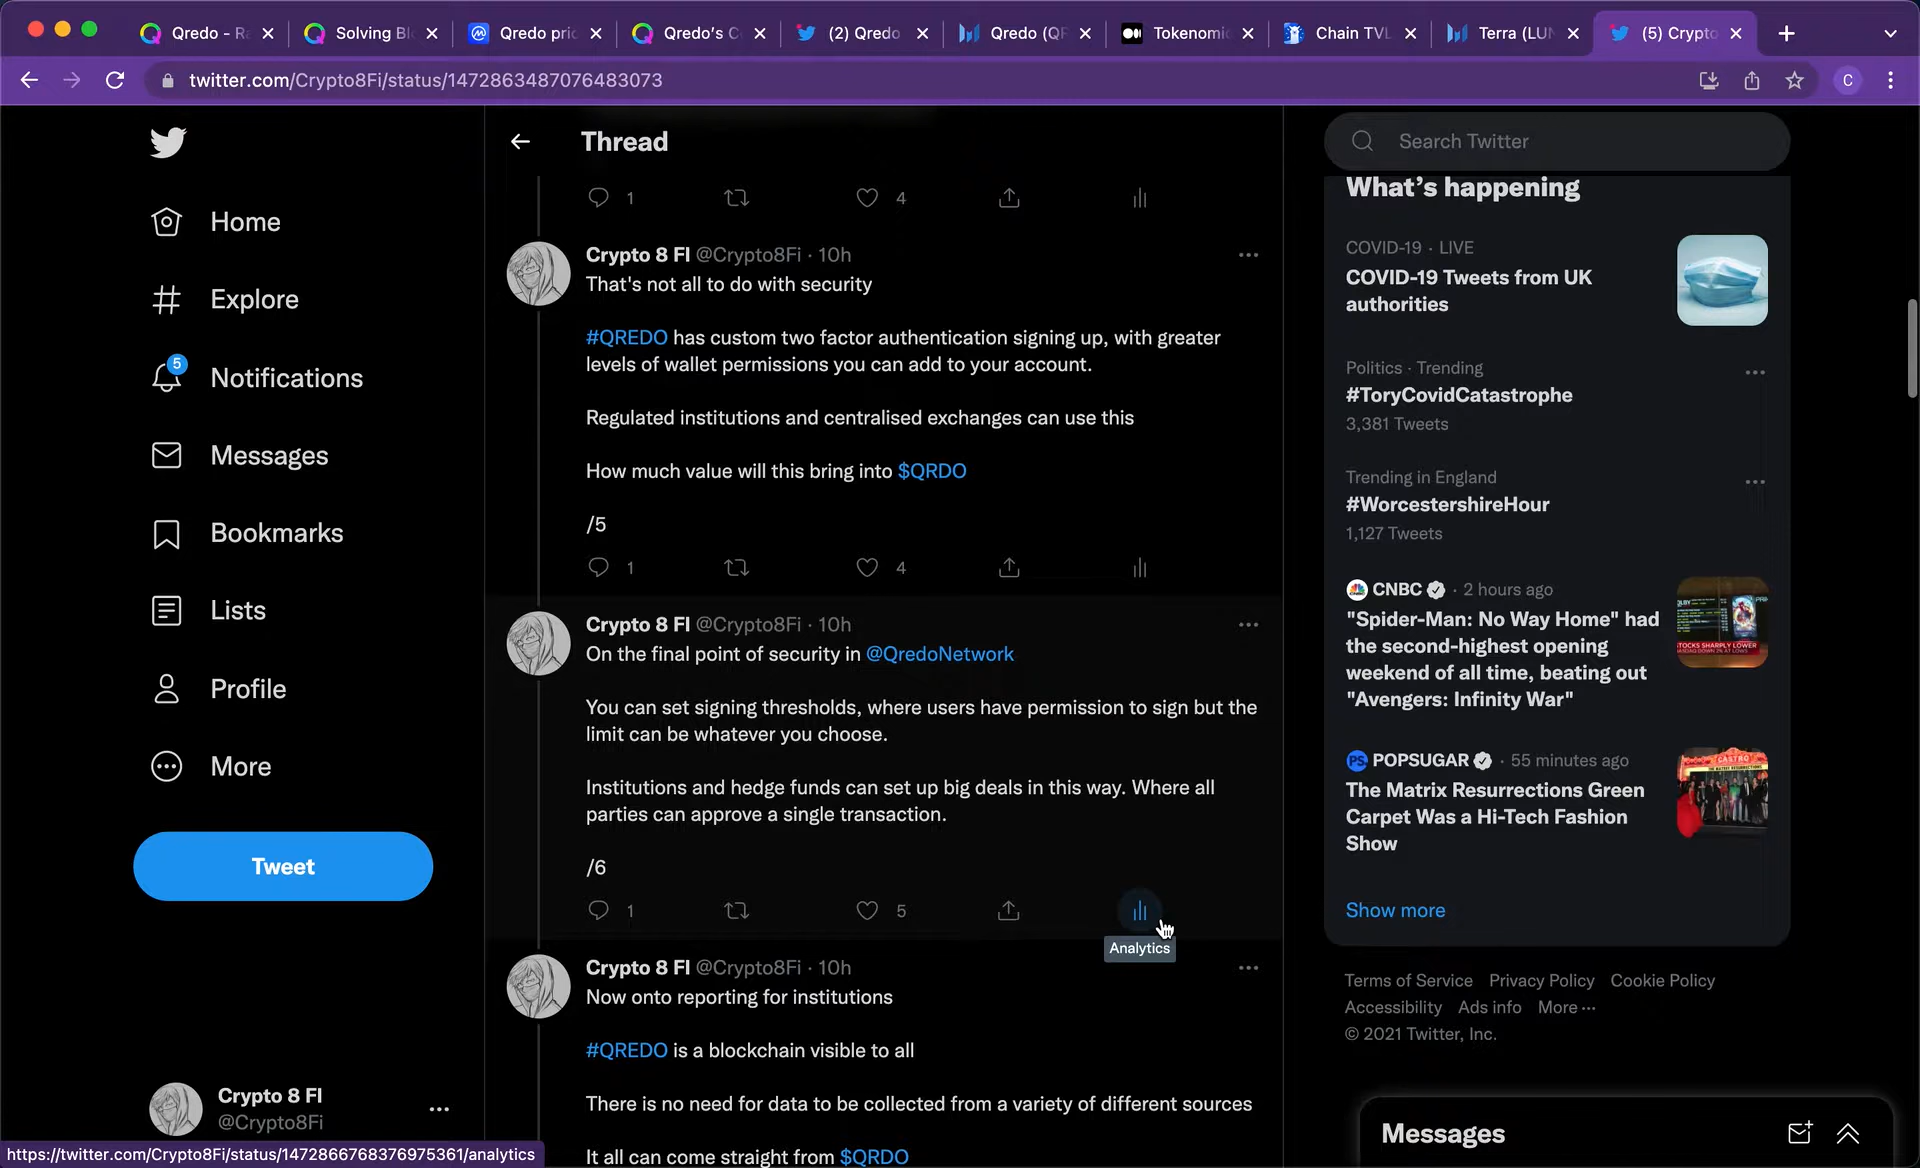 Qredo - Ra
Solving Blo
Qredo pric
Qredo's C
(2) Qredo
Qredo (QR
Tokenomi
Chain TVL
Terra (LUN
(5) Crypto
twitter.com/Crypto8Fi/status/1472863487076483073
C
Home
Explore
5
Notifications
Messages
Bookmarks
Lists
Profile
More
Tweet
Crypto 8 FI
@Crypto8Fi
Thread
1 4
Crypto 8 FI @Crypto8Fi · 10h
That's not all to do with security
#QREDO has custom two factor authentication signing up, with greater
levels of wallet permissions you can add to your account.
Regulated institutions and centralised exchanges can use this
How much value will this bring into $QRDO
/5
1 4
Crypto 8 FI @Crypto8Fi · 10h
On the final point of security in @QredoNetwork
You can set signing thresholds, where users have permission to sign but the
limit can be whatever you choose.
Institutions and hedge funds can set up big deals in this way. Where all
parties can approve a single transaction.
/6
1 5
Analytics
Crypto 8 FI @Crypto8Fi · 10h
Now onto reporting for institutions
#QREDO is a blockchain visible to all
There is no need for data to be collected from a variety of different sources
It all can come straight from $QRDO
Search Twitter
What's happening
COVID-19 · LIVE
COVID-19 Tweets from UK
authorities
Politics · Trending
#ToryCovidCatastrophe
3,381 Tweets
Trending in England
#WorcestershireHour
1,127 Tweets
CNBC · 2 hours ago
"Spider-Man: No Way Home" had
the second-highest opening
weekend of all time, beating out
"Avengers: Infinity War"
STOCKS SHARPLY LOWER
PS POPSUGAR · 55 minutes ago
The Matrix Resurrections Green
Carpet Was a Hi-Tech Fashion
Show
CASTRO
Show more
Terms of Service Privacy Policy Cookie Policy
Accessibility Ads info More ···
© 2021 Twitter, Inc.
Messages
https://twitter.com/Crypto8Fi/status/1472866768376975361/analytics